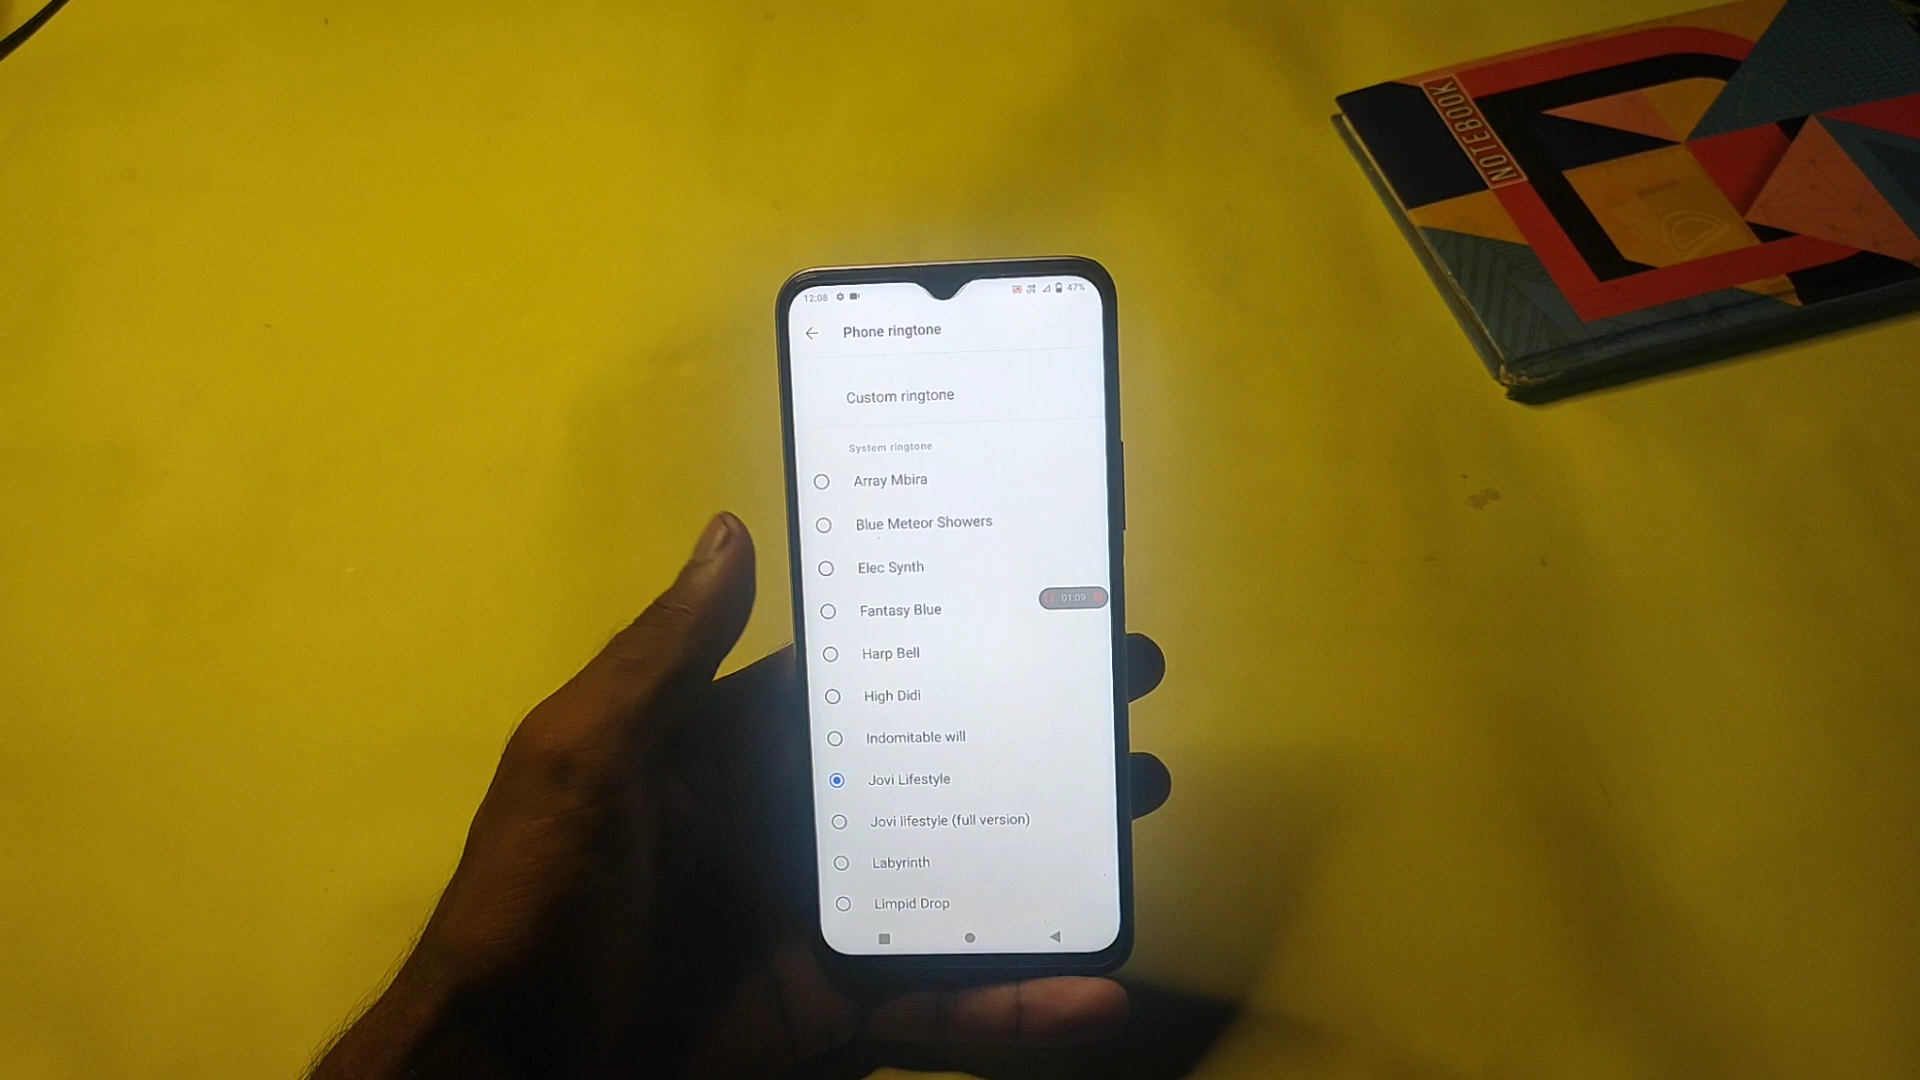 12:08
47%
Phone ringtone
Custom ringtone
System ringtone
Array Mbira
Blue Meteor Showers
Elec Synth
01:09
Fantasy Blue
Harp Bell
High Didi
Indomitable will
Jovi Lifestyle
Jovi lifestyle (full version)
Labyrinth
Limpid Drop
NOTEBOOK